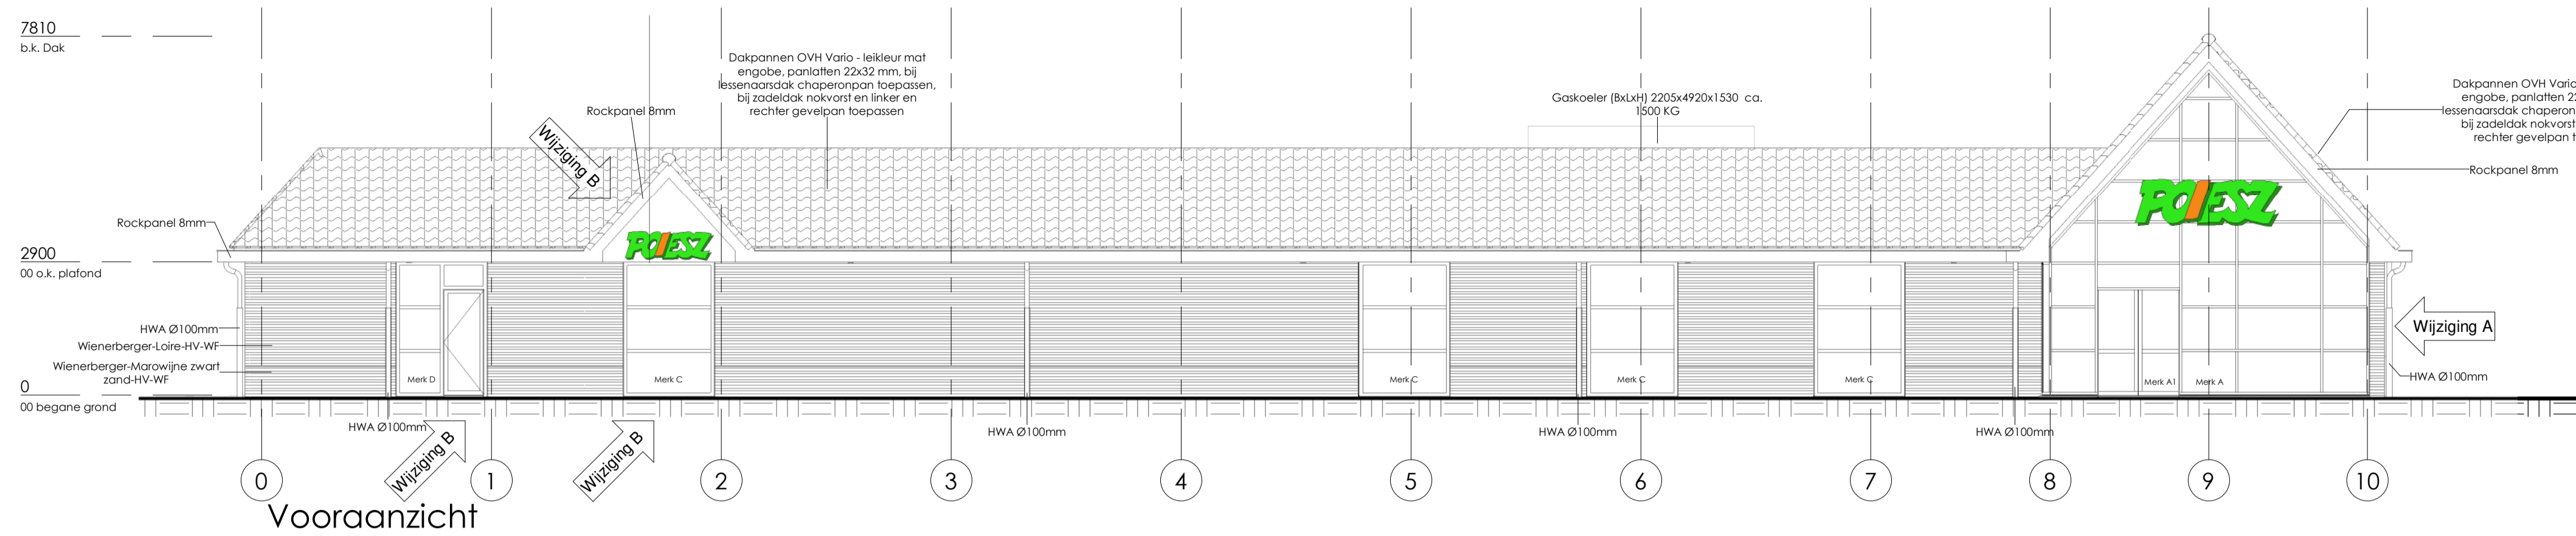 7810
b.k. Dak
Dakpannen OVH Vario - leikleur mat
engobe, panlatten 22x32 mm, bij
lessenaarsdak chaperonpan toepassen,
bij zadeldak nokvorst en linker en
rechter gevelpan toepassen
Rockpanel 8mm
Wijziging B
Gaskoeler (BxLxH) 2205x4920x1530 ca.
1500 KG
Dakpannen OVH Vario
engobe, panlatten 2
lessenaarsdak chaperon
bij zadeldak nokvorst
rechter gevelpan t
Rockpanel 8mm
Rockpanel 8mm
POIESZ
POIESZ
2900
00 o.k. plafond
HWA Ø100mm
Wienerberger-Loire-HV-WF
Wienerberger-Marowijne zwart
zand-HV-WF
0
00 begane grond
Merk D
Merk C
Merk C
Merk C
Merk C
Merk A1
Merk A
Wijziging A
HWA Ø100mm
HWA Ø100mm
HWA Ø100mm
HWA Ø100mm
HWA Ø100mm
Wijziging B
Wijziging B
0
1
2
3
4
5
6
7
8
9
10
Vooraanzicht